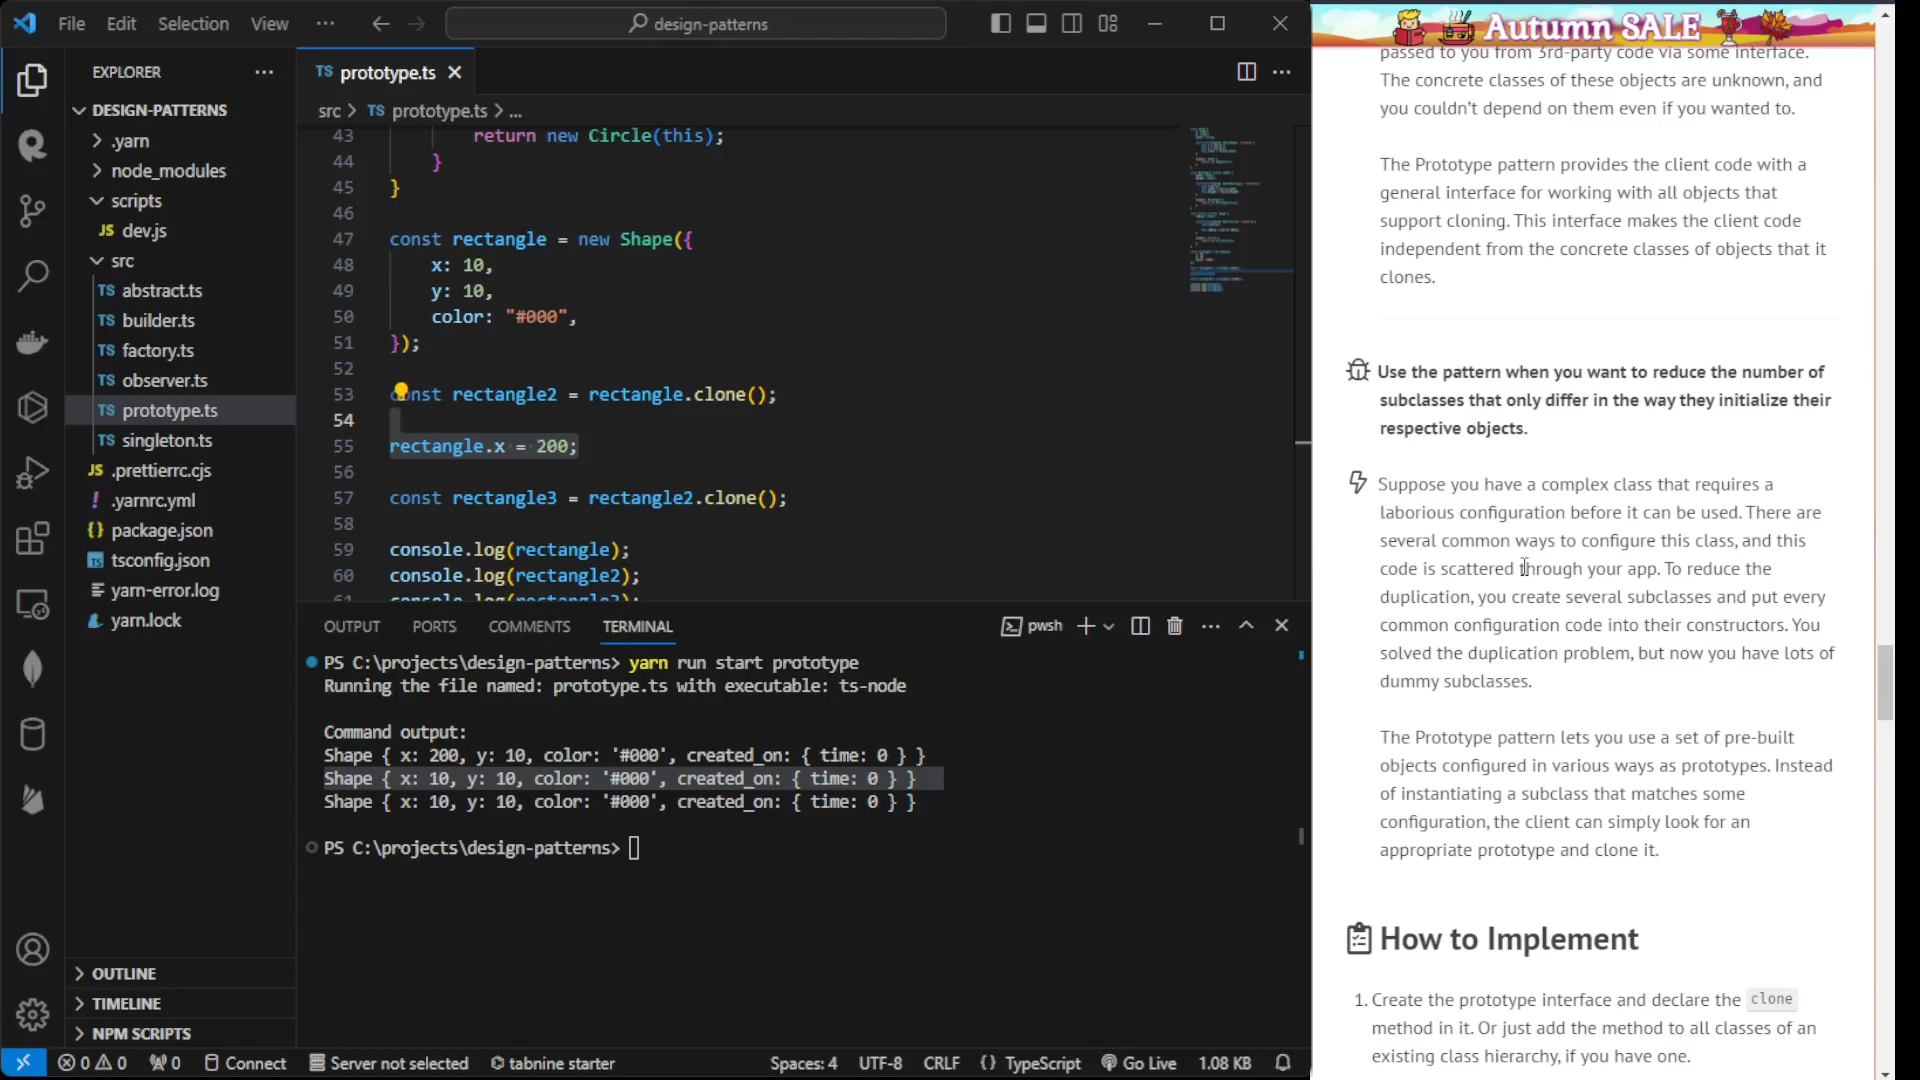 File Edit Selection View ··· design-patterns
EXPLORER
DESIGN-PATTERNS
.yarn
node_modules
scripts
JS dev.js
src
TS abstract.ts
TS builder.ts
TS factory.ts
TS observer.ts
TS prototype.ts
TS singleton.ts
JS .prettierrc.cjs
! .yarnrc.yml
{} package.json
tsconfig.json
yarn-error.log
yarn.lock
OUTLINE
TIMELINE
NPM SCRIPTS
TS prototype.ts
src > TS prototype.ts > ...
43 return new Circle(this);
44 }
45 }
46
47 const rectangle = new Shape({
48 x: 10,
49 y: 10,
50 color: "#000",
51 });
52
53 const rectangle2 = rectangle.clone();
54
55 rectangle.x = 200;
56
57 const rectangle3 = rectangle2.clone();
58
59 console.log(rectangle);
60 console.log(rectangle2);
61 console.log(rectangle3);
OUTPUT PORTS COMMENTS TERMINAL pwsh
PS C:\projects\design-patterns> yarn run start prototype
Running the file named: prototype.ts with executable: ts-node
Command output:
Shape { x: 200, y: 10, color: '#000', created_on: { time: 0 } }
Shape { x: 10, y: 10, color: '#000', created_on: { time: 0 } }
Shape { x: 10, y: 10, color: '#000', created_on: { time: 0 } }
PS C:\projects\design-patterns>
0 0 0 Connect Server not selected tabnine starter Spaces: 4 UTF-8 CRLF {} TypeScript Go Live 1.08 KB
Autumn SALE
passed to you from 3rd-party code via some interface.
The concrete classes of these objects are unknown, and
you couldn’t depend on them even if you wanted to.
The Prototype pattern provides the client code with a
general interface for working with all objects that
support cloning. This interface makes the client code
independent from the concrete classes of objects that it
clones.
Use the pattern when you want to reduce the number of
subclasses that only differ in the way they initialize their
respective objects.
Suppose you have a complex class that requires a
laborious configuration before it can be used. There are
several common ways to configure this class, and this
code is scattered through your app. To reduce the
duplication, you create several subclasses and put every
common configuration code into their constructors. You
solved the duplication problem, but now you have lots of
dummy subclasses.
The Prototype pattern lets you use a set of pre-built
objects configured in various ways as prototypes. Instead
of instantiating a subclass that matches some
configuration, the client can simply look for an
appropriate prototype and clone it.
How to Implement
1. Create the prototype interface and declare the clone
method in it. Or just add the method to all classes of an
existing class hierarchy, if you have one.